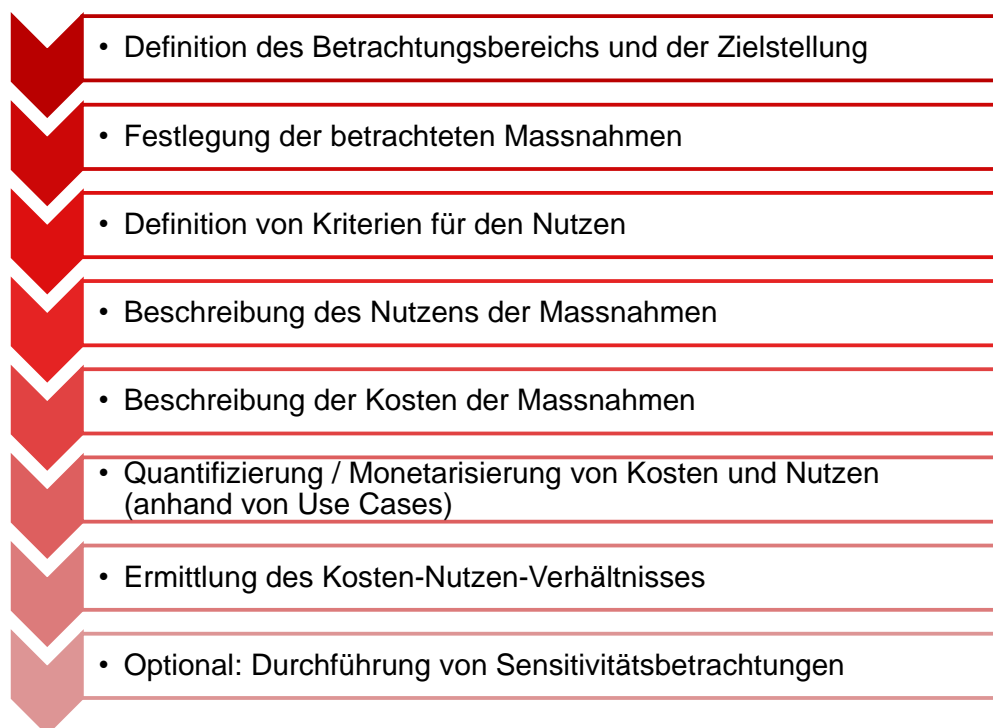 • Definition des Betrachtungsbereichs und der Zielstellung
• Festlegung der betrachteten Massnahmen
• Definition von Kriterien für den Nutzen
• Beschreibung des Nutzens der Massnahmen
• Beschreibung der Kosten der Massnahmen
• Quantifizierung / Monetarisierung von Kosten und Nutzen
(anhand von Use Cases)
• Ermittlung des Kosten-Nutzen-Verhältnisses
• Optional: Durchführung von Sensitivitätsbetrachtungen